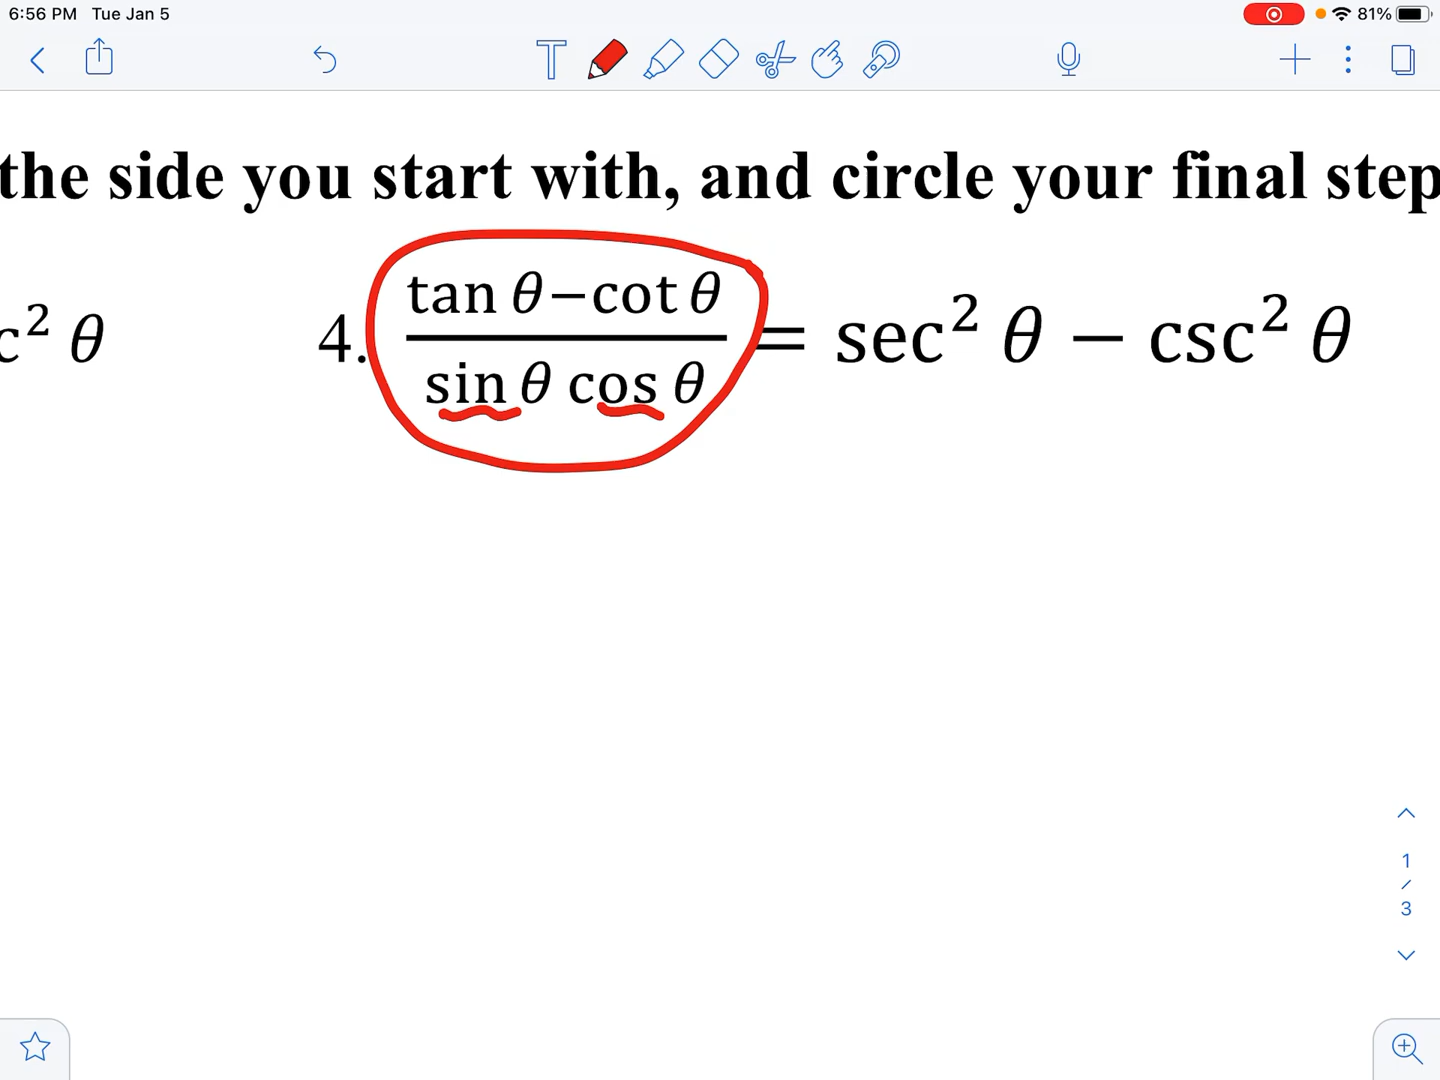 6:56 PM Tue Jan 5
81%
the side you start with, and circle your final step
c² θ
4. (tan θ−cot θ)/(sin θ cos θ) = sec² θ − csc² θ
1
/
3